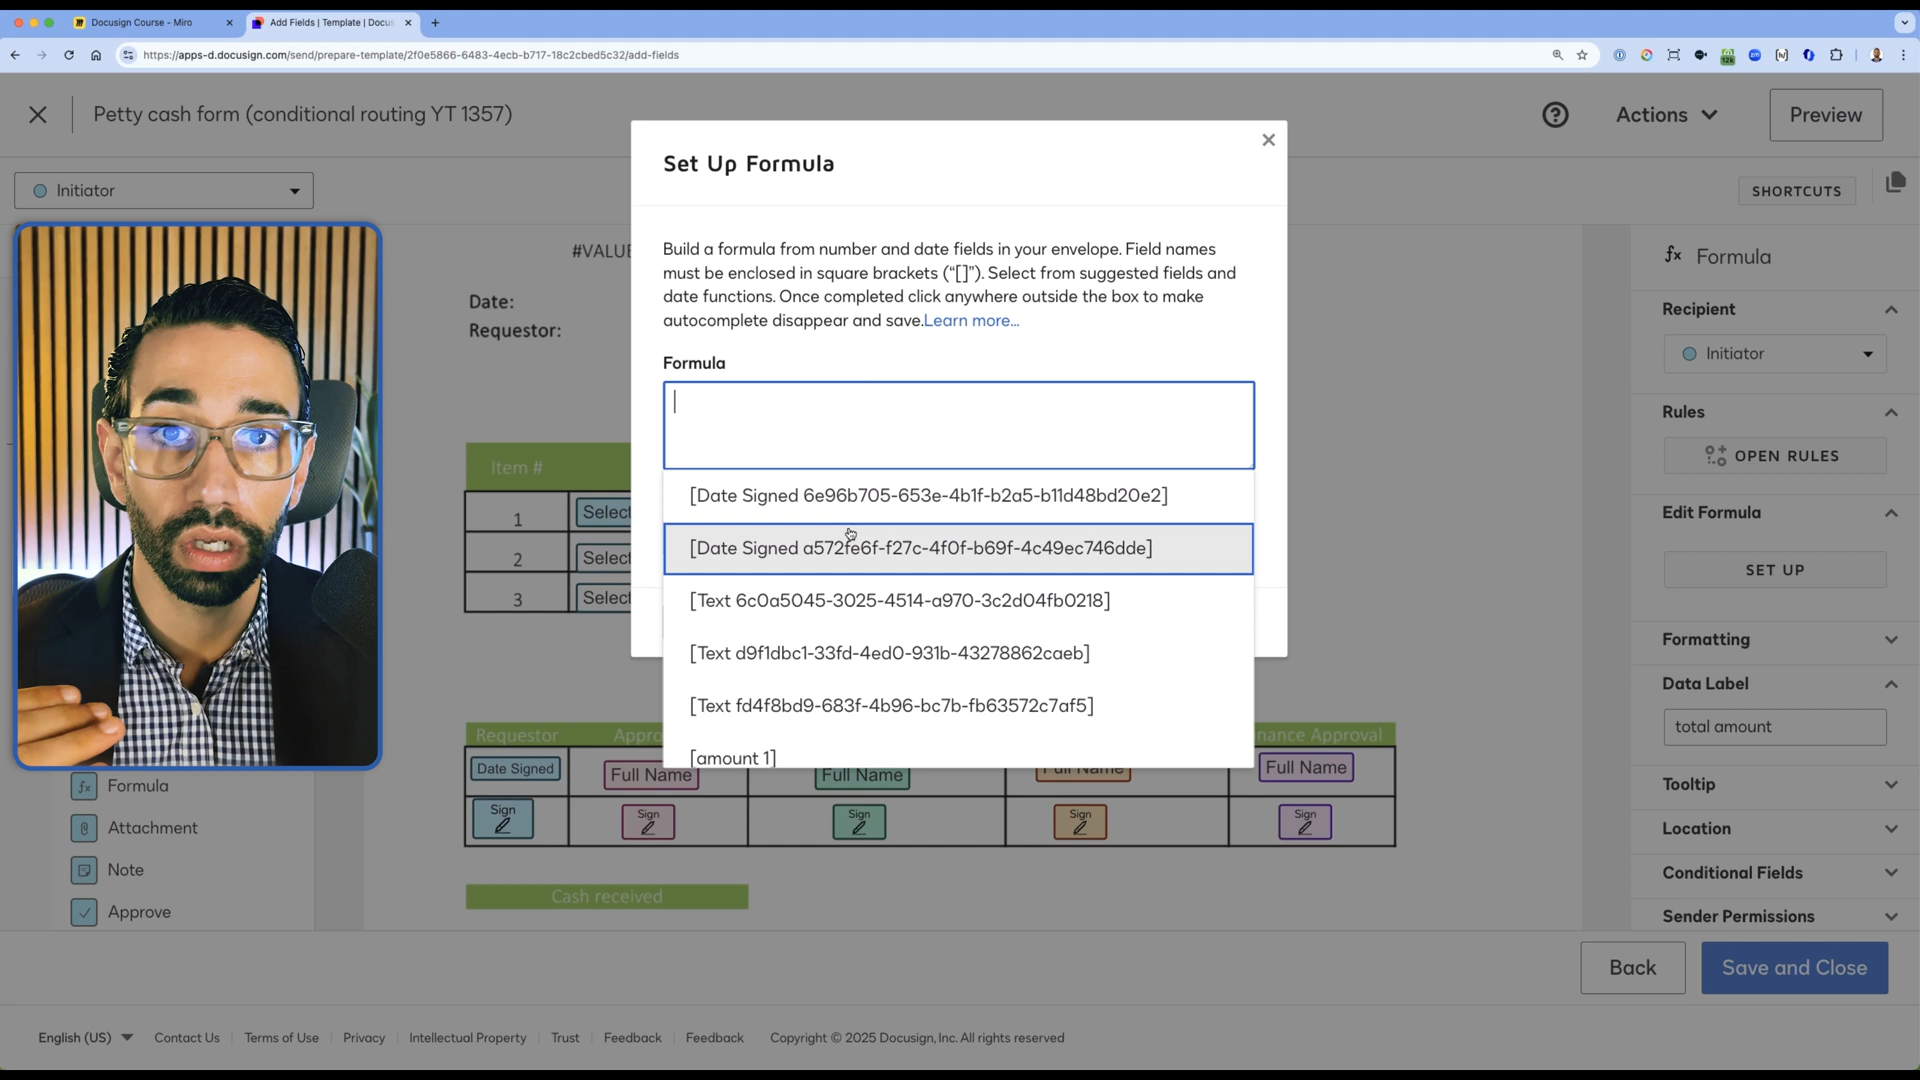 Docusign Course - Miro
Add Fields | Template | Docus
https://apps-d.docusign.com/send/prepare-template/2f0e5866-6483-4ecb-b717-18c2cbed5c32/add-fields
12k
Petty cash form (conditional routing YT 1357)
Actions
Preview
Initiator
SHORTCUTS
#VALUE
Date:
Requestor:
Item #
1
Select
2
Select
3
Select
Set Up Formula
Build a formula from number and date fields in your envelope. Field names
must be enclosed in square brackets (“[]”). Select from suggested fields and
date functions. Once completed click anywhere outside the box to make
autocomplete disappear and save.Learn more...
Formula
[Date Signed 6e96b705-653e-4b1f-b2a5-b11d48bd20e2]
[Date Signed a572fe6f-f27c-4f0f-b69f-4c49ec746dde]
[Text 6c0a5045-3025-4514-a970-3c2d04fb0218]
[Text d9f1dbc1-33fd-4ed0-931b-43278862caeb]
[Text fd4f8bd9-683f-4b96-bc7b-fb63572c7af5]
[amount 1]
Requestor
Appro
nance Approval
Date Signed
Full Name
Full Name
Full Name
Full Name
Sign
Sign
Sign
Sign
Sign
Cash received
Formula
Attachment
Note
Approve
fx Formula
Recipient
Initiator
Rules
OPEN RULES
Edit Formula
SET UP
Formatting
Data Label
total amount
Tooltip
Location
Conditional Fields
Sender Permissions
Back
Save and Close
English (US)
Contact Us
Terms of Use
Privacy
Intellectual Property
Trust
Feedback
Feedback
Copyright © 2025 Docusign, Inc. All rights reserved